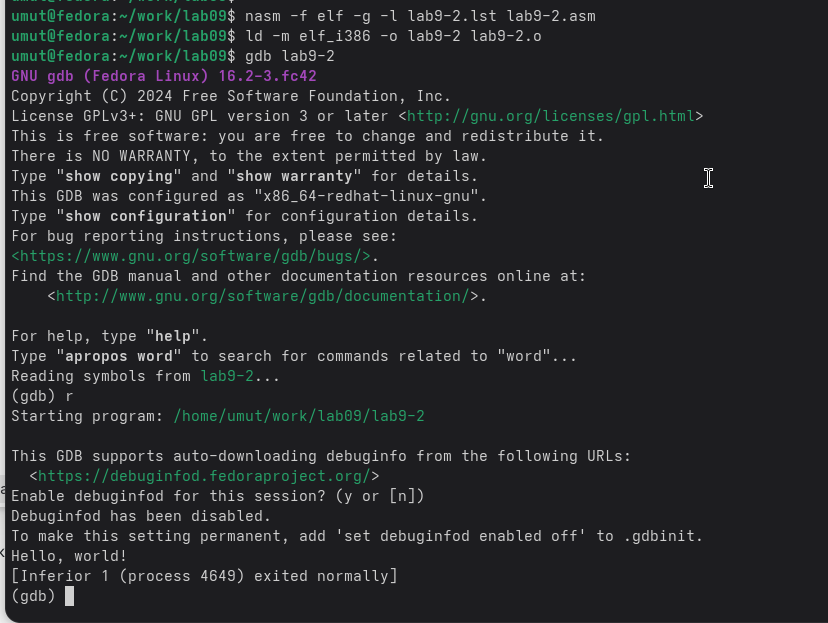 umut@fedora:~/work/lab09$ nasm -f elf -g -l lab9-2.lst lab9-2.asm
umut@fedora:~/work/lab09$ ld -m elf_i386 -o lab9-2 lab9-2.o
umut@fedora:~/work/lab09$ gdb lab9-2
GNU gdb (Fedora Linux) 16.2-3.fc42
Copyright (C) 2024 Free Software Foundation, Inc.
License GPLv3+: GNU GPL version 3 or later <http://gnu.org/licenses/gpl.html>
This is free software: you are free to change and redistribute it.
There is NO WARRANTY, to the extent permitted by law.
Type "show copying" and "show warranty" for details.
This GDB was configured as "x86_64-redhat-linux-gnu".
Type "show configuration" for configuration details.
For bug reporting instructions, please see:
<https://www.gnu.org/software/gdb/bugs/>.
Find the GDB manual and other documentation resources online at:
    <http://www.gnu.org/software/gdb/documentation/>.

For help, type "help".
Type "apropos word" to search for commands related to "word"...
Reading symbols from lab9-2...
(gdb) r
Starting program: /home/umut/work/lab09/lab9-2

This GDB supports auto-downloading debuginfo from the following URLs:
  <https://debuginfod.fedoraproject.org/>
Enable debuginfod for this session? (y or [n])
Debuginfod has been disabled.
To make this setting permanent, add 'set debuginfod enabled off' to .gdbinit.
Hello, world!
[Inferior 1 (process 4649) exited normally]
(gdb)